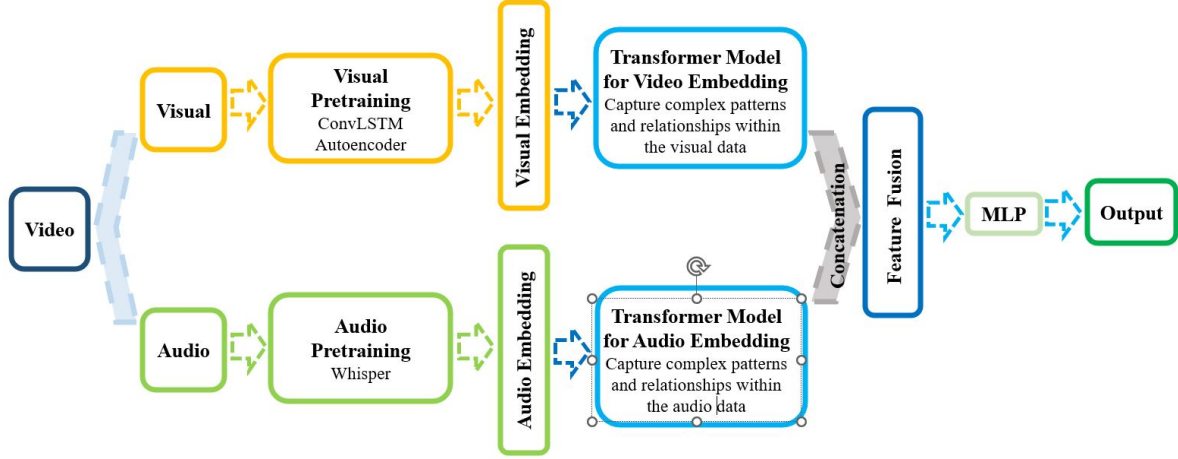 Video
Visual
Visual
Pretraining
ConvLSTM
Autoencoder
Visual Embedding
Transformer Model
for Video Embedding
Capture complex patterns
and relationships within
the visual data
Audio
Audio
Pretraining
Whisper
Audio Embedding
Transformer Model
for Audio Embedding
Capture complex patterns
and relationships within
the audio data
Concatenation
Feature Fusion
MLP
Output